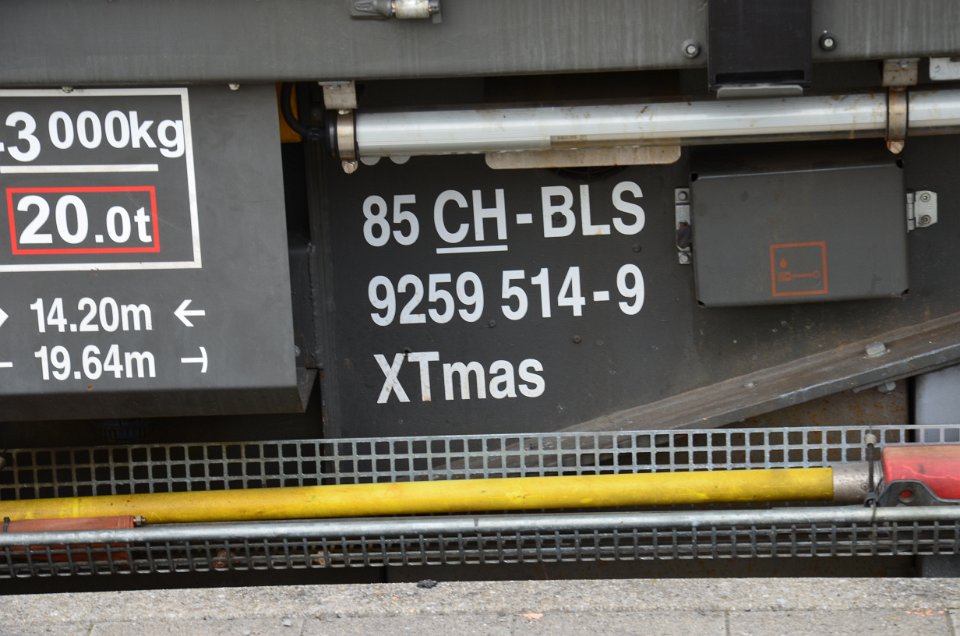 3 000kg
20.0t
14.20m
19.64m
85 CH-BLS
9259 514-9
XTmas